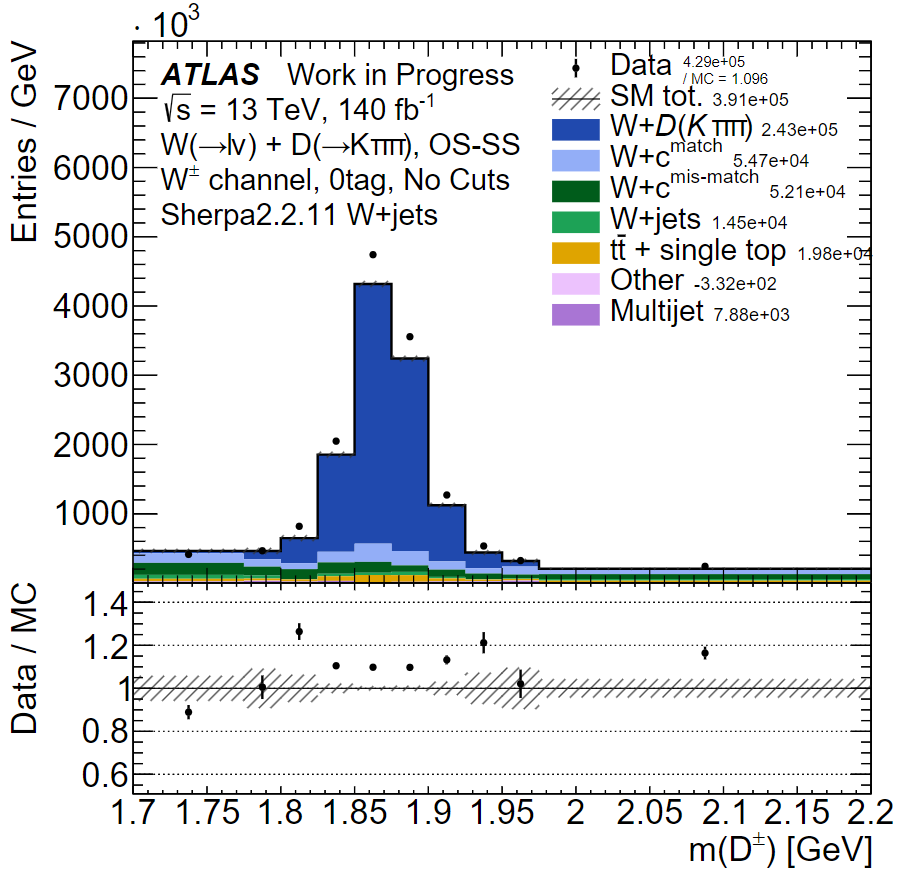 · 10³
Entries / GeV
7000
6000
5000
4000
3000
2000
1000
ATLAS Work in Progress
√s = 13 TeV, 140 fb⁻¹
W(→lν) + D(→Kππ), OS-SS
W± channel, 0tag, No Cuts
Sherpa2.2.11 W+jets
Data 4.29e+05
/ MC = 1.096
SM tot. 3.91e+05
W+D(Kππ) 2.43e+05
W+c^match 5.47e+04
W+c^mis-match 5.21e+04
W+jets 1.45e+04
tt̄ + single top 1.98e+04
Other -3.32e+02
Multijet 7.88e+03
Data / MC
1.4
1.2
1
0.8
0.6
1.7 1.75 1.8 1.85 1.9 1.95 2 2.05 2.1 2.15 2.2
m(D±) [GeV]